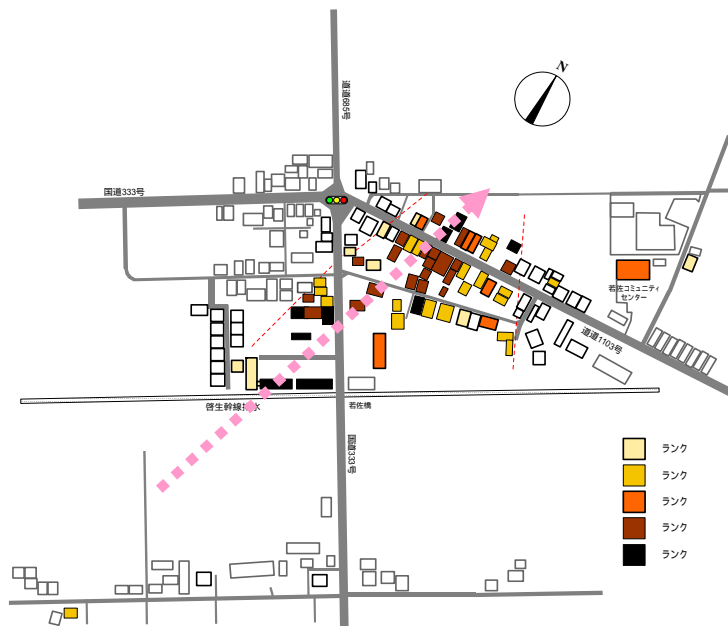 N
道道685号
国道333号
若佐コミュニティ
センター
道道1103号
啓生幹線排水
若佐橋
国道333号
ランク
ランク
ランク
ランク
ランク